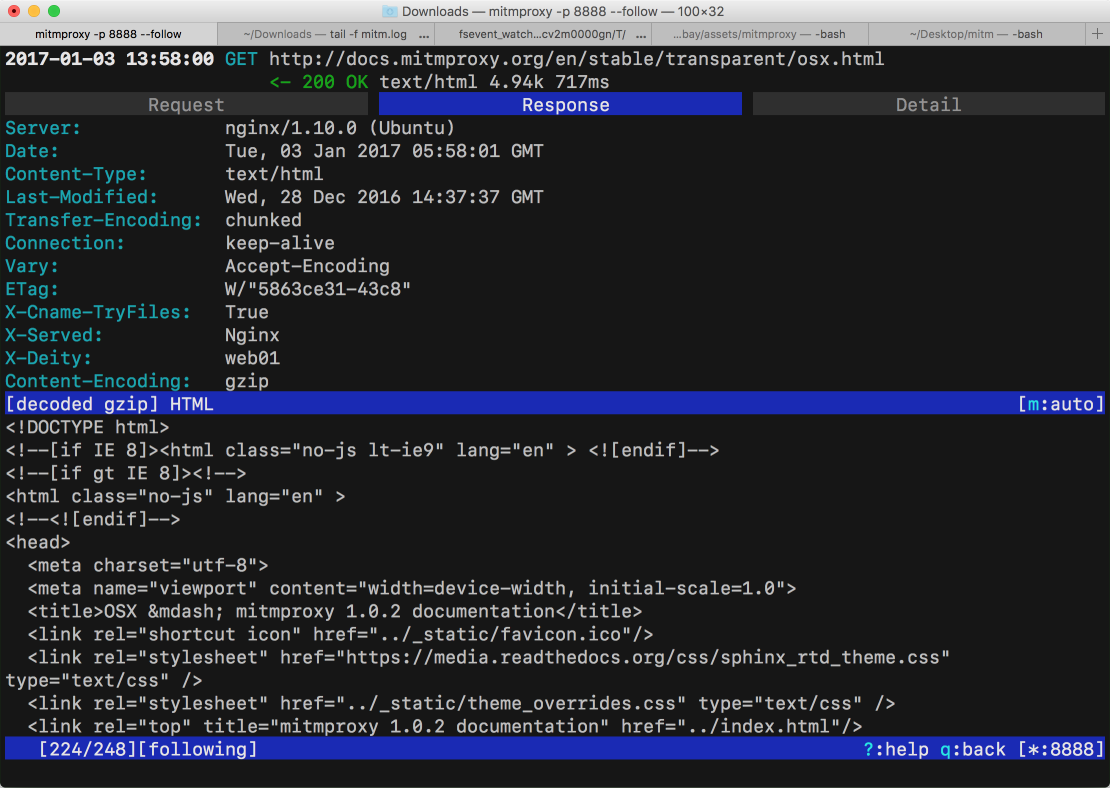 Downloads — mitmproxy -p 8888 --follow — 100×32
mitmproxy -p 8888 --follow ~/Downloads — tail -f mitm.log ... fsevent_watch...cv2m0000gn/T/ ... ...bay/assets/mitmproxy — -bash ~/Desktop/mitm — -bash +
2017-01-03 13:58:00 GET http://docs.mitmproxy.org/en/stable/transparent/osx.html
<- 200 OK text/html 4.94k 717ms
Request Response Detail
Server: nginx/1.10.0 (Ubuntu)
Date: Tue, 03 Jan 2017 05:58:01 GMT
Content-Type: text/html
Last-Modified: Wed, 28 Dec 2016 14:37:37 GMT
Transfer-Encoding: chunked
Connection: keep-alive
Vary: Accept-Encoding
ETag: W/"5863ce31-43c8"
X-Cname-TryFiles: True
X-Served: Nginx
X-Deity: web01
Content-Encoding: gzip
[decoded gzip] HTML [m:auto]
<!DOCTYPE html>
<!--[if IE 8]><html class="no-js lt-ie9" lang="en" > <![endif]-->
<!--[if gt IE 8]><!-->
<html class="no-js" lang="en" >
<!--<![endif]-->
<head>
  <meta charset="utf-8">
  <meta name="viewport" content="width=device-width, initial-scale=1.0">
  <title>OSX &mdash; mitmproxy 1.0.2 documentation</title>
  <link rel="shortcut icon" href="../_static/favicon.ico"/>
  <link rel="stylesheet" href="https://media.readthedocs.org/css/sphinx_rtd_theme.css"
type="text/css" />
  <link rel="stylesheet" href="../_static/theme_overrides.css" type="text/css" />
  <link rel="top" title="mitmproxy 1.0.2 documentation" href="../index.html"/>
[224/248][following] ?:help q:back [*:8888]